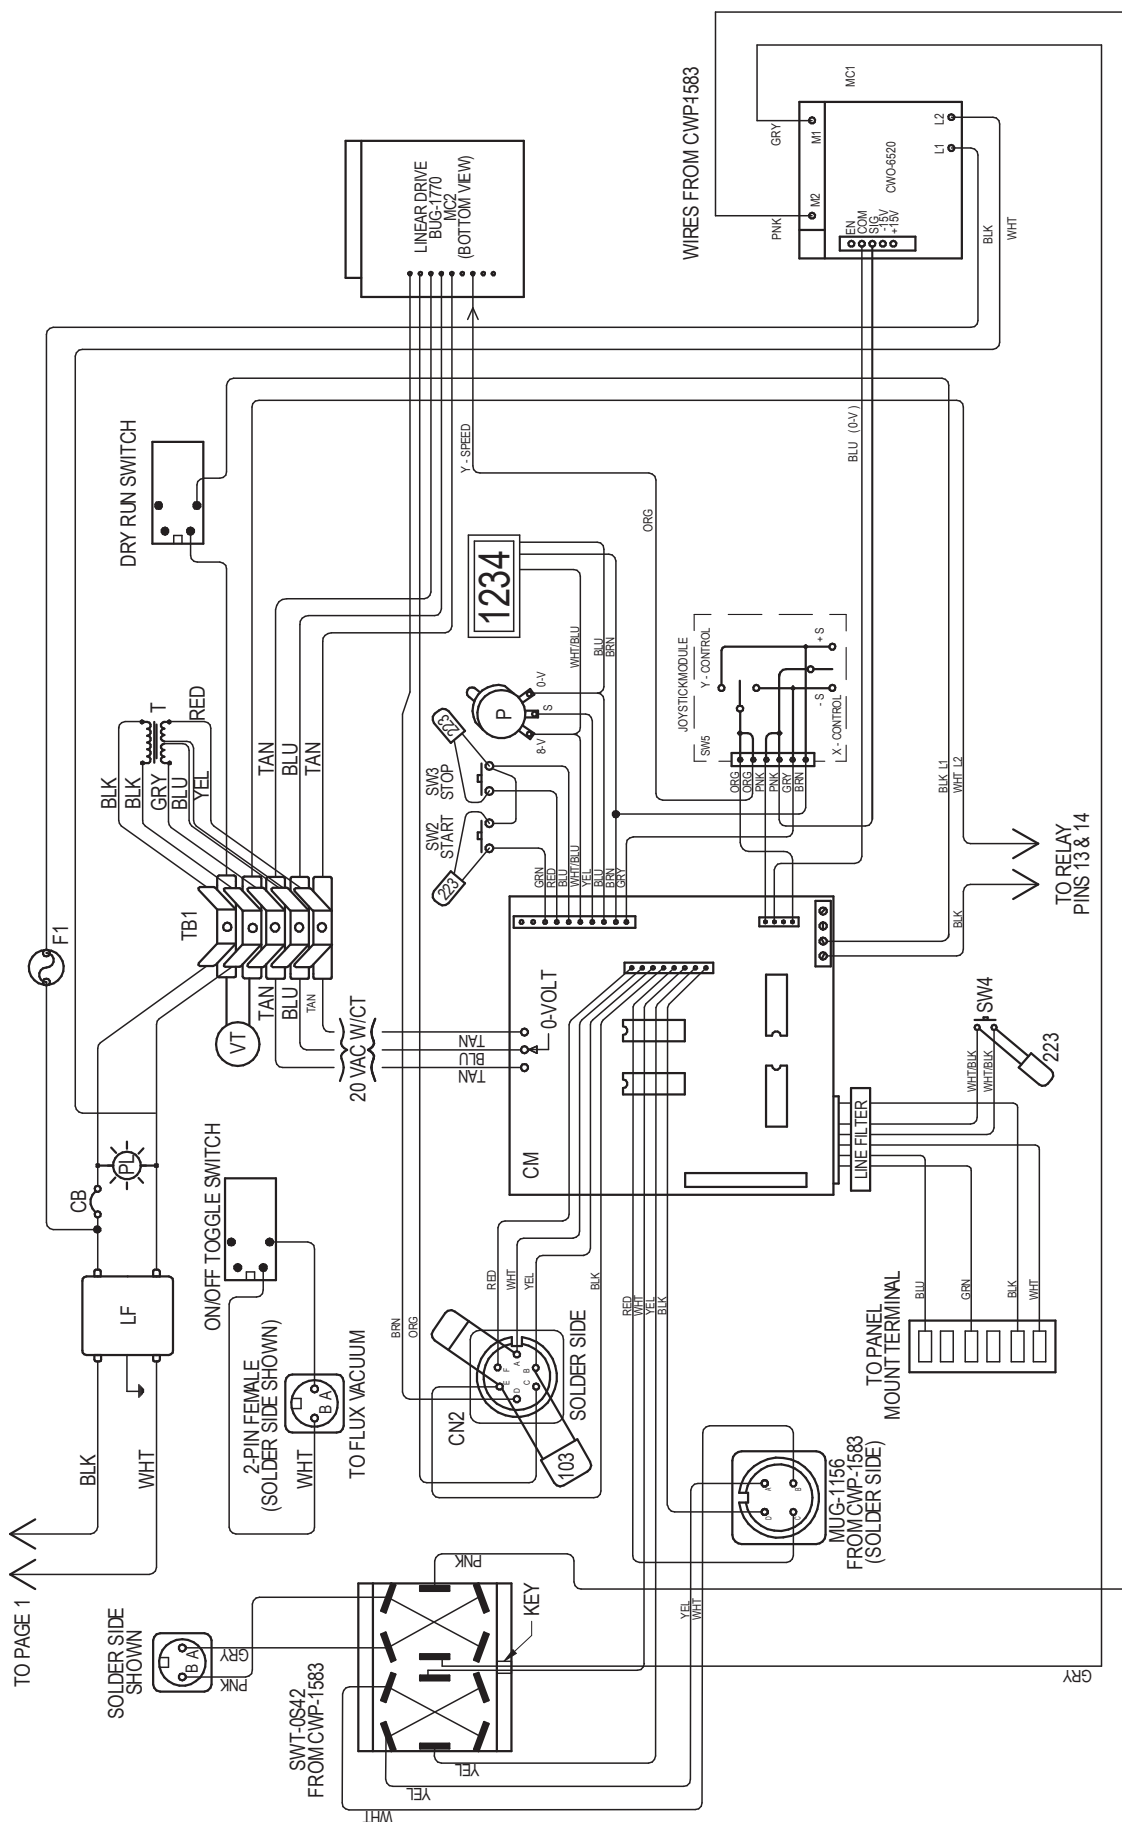 TO PAGE 1
BLK
WHT
LF
CB
PL
F1
ON/OFF TOGGLE SWITCH
2-PIN FEMALE
(SOLDER SIDE SHOWN)
WHT
B A
TO FLUX VACUUM
SOLDER SIDE
SHOWN
B A
GRY
PNK
SWT-0S42
FROM CWP-1583
PNK
KEY
YEL
YEL
WHT
VT
TB1
TAN
BLU
TAN
20 VAC W/CT
TAN
BLU
TAN
0-VOLT
BLK
BLK
GRY
BLU
YEL
RED
T
TAN
BLU
TAN
DRY RUN SWITCH
LINEAR DRIVE
BUG-1770
MC2
(BOTTOM VIEW)
Y - SPEED
BRN
ORG
CN2
F
A
B
C
D
E
103
SOLDER SIDE
RED
WHT
YEL
BLK
RED
WHT
YEL
BLK
CM
SW2
START
223
SW3
STOP
223
P
0-V
S
8-V
1234
WHT/BLU
BLU
BRN
GRN
RED
BLU
WHT/BLU
YEL
BLU
BRN
GRY
ORG
JOYSTICK MODULE
SW5
Y - CONTROL
+ S
- S
X - CONTROL
ORG
ORG
PNK
PNK
GRY
BRN
WIRES FROM CWP-1583
GRY
PNK
MC1
M1
M2
CWO-6520
EN
COM
SIG
-15V
+15V
L1
L2
BLK
WHT
BLU (0-V)
BLK L1
WHT L2
BLK
TO RELAY
PINS 13 & 14
SW4
WHT/BLK
WHT/BLK
223
LINE FILTER
BLU
GRN
BLK
WHT
TO PANEL
MOUNT TERMINAL
A
B
C
D
MUG-1156
FROM CWP-1583
(SOLDER SIDE)
YEL
WHT
GRY